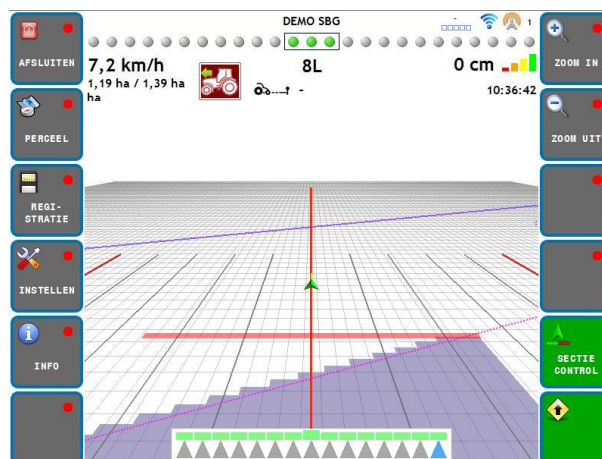 DEMO SBG
-
1
AFSLUITEN
7,2 km/h
8L
0 cm
ZOOM IN
1,19 ha / 1,39 ha
ha
-
10:36:42
PERCEEL
ZOOM UIT
REGI-
STRATIE
INSTELLEN
INFO
SECTIE
CONTROL